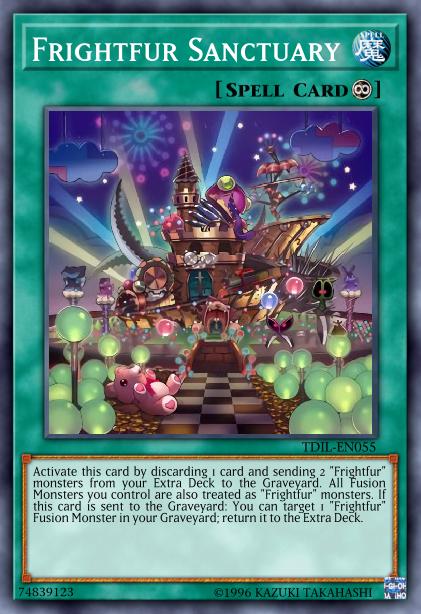 Frightfur Sanctuary
SPELL
魔
[Spell Card]
TDIL-EN055
Activate this card by discarding 1 card and sending 2 "Frightfur"
monsters from your Extra Deck to the Graveyard. All Fusion
Monsters you control are also treated as "Frightfur" monsters. If
this card is sent to the Graveyard: You can target 1 "Frightfur"
Fusion Monster in your Graveyard; return it to the Extra Deck.
74839123
©1996 KAZUKI TAKAHASHI